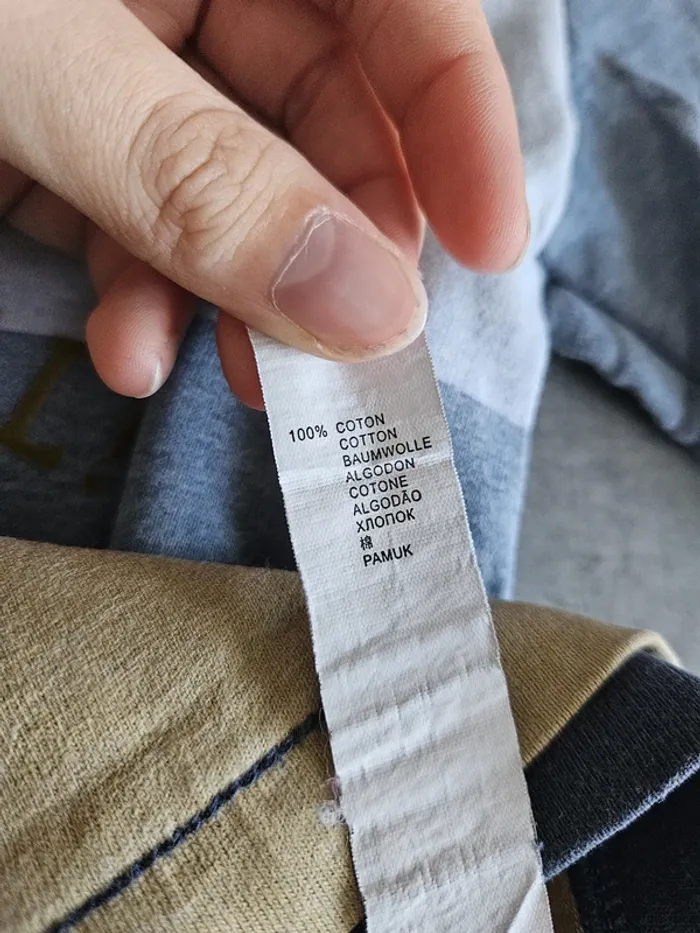 100% COTON
COTTON
BAUMWOLLE
ALGODON
COTONE
ALGODÃO
ХЛОПОК
棉
PAMUK